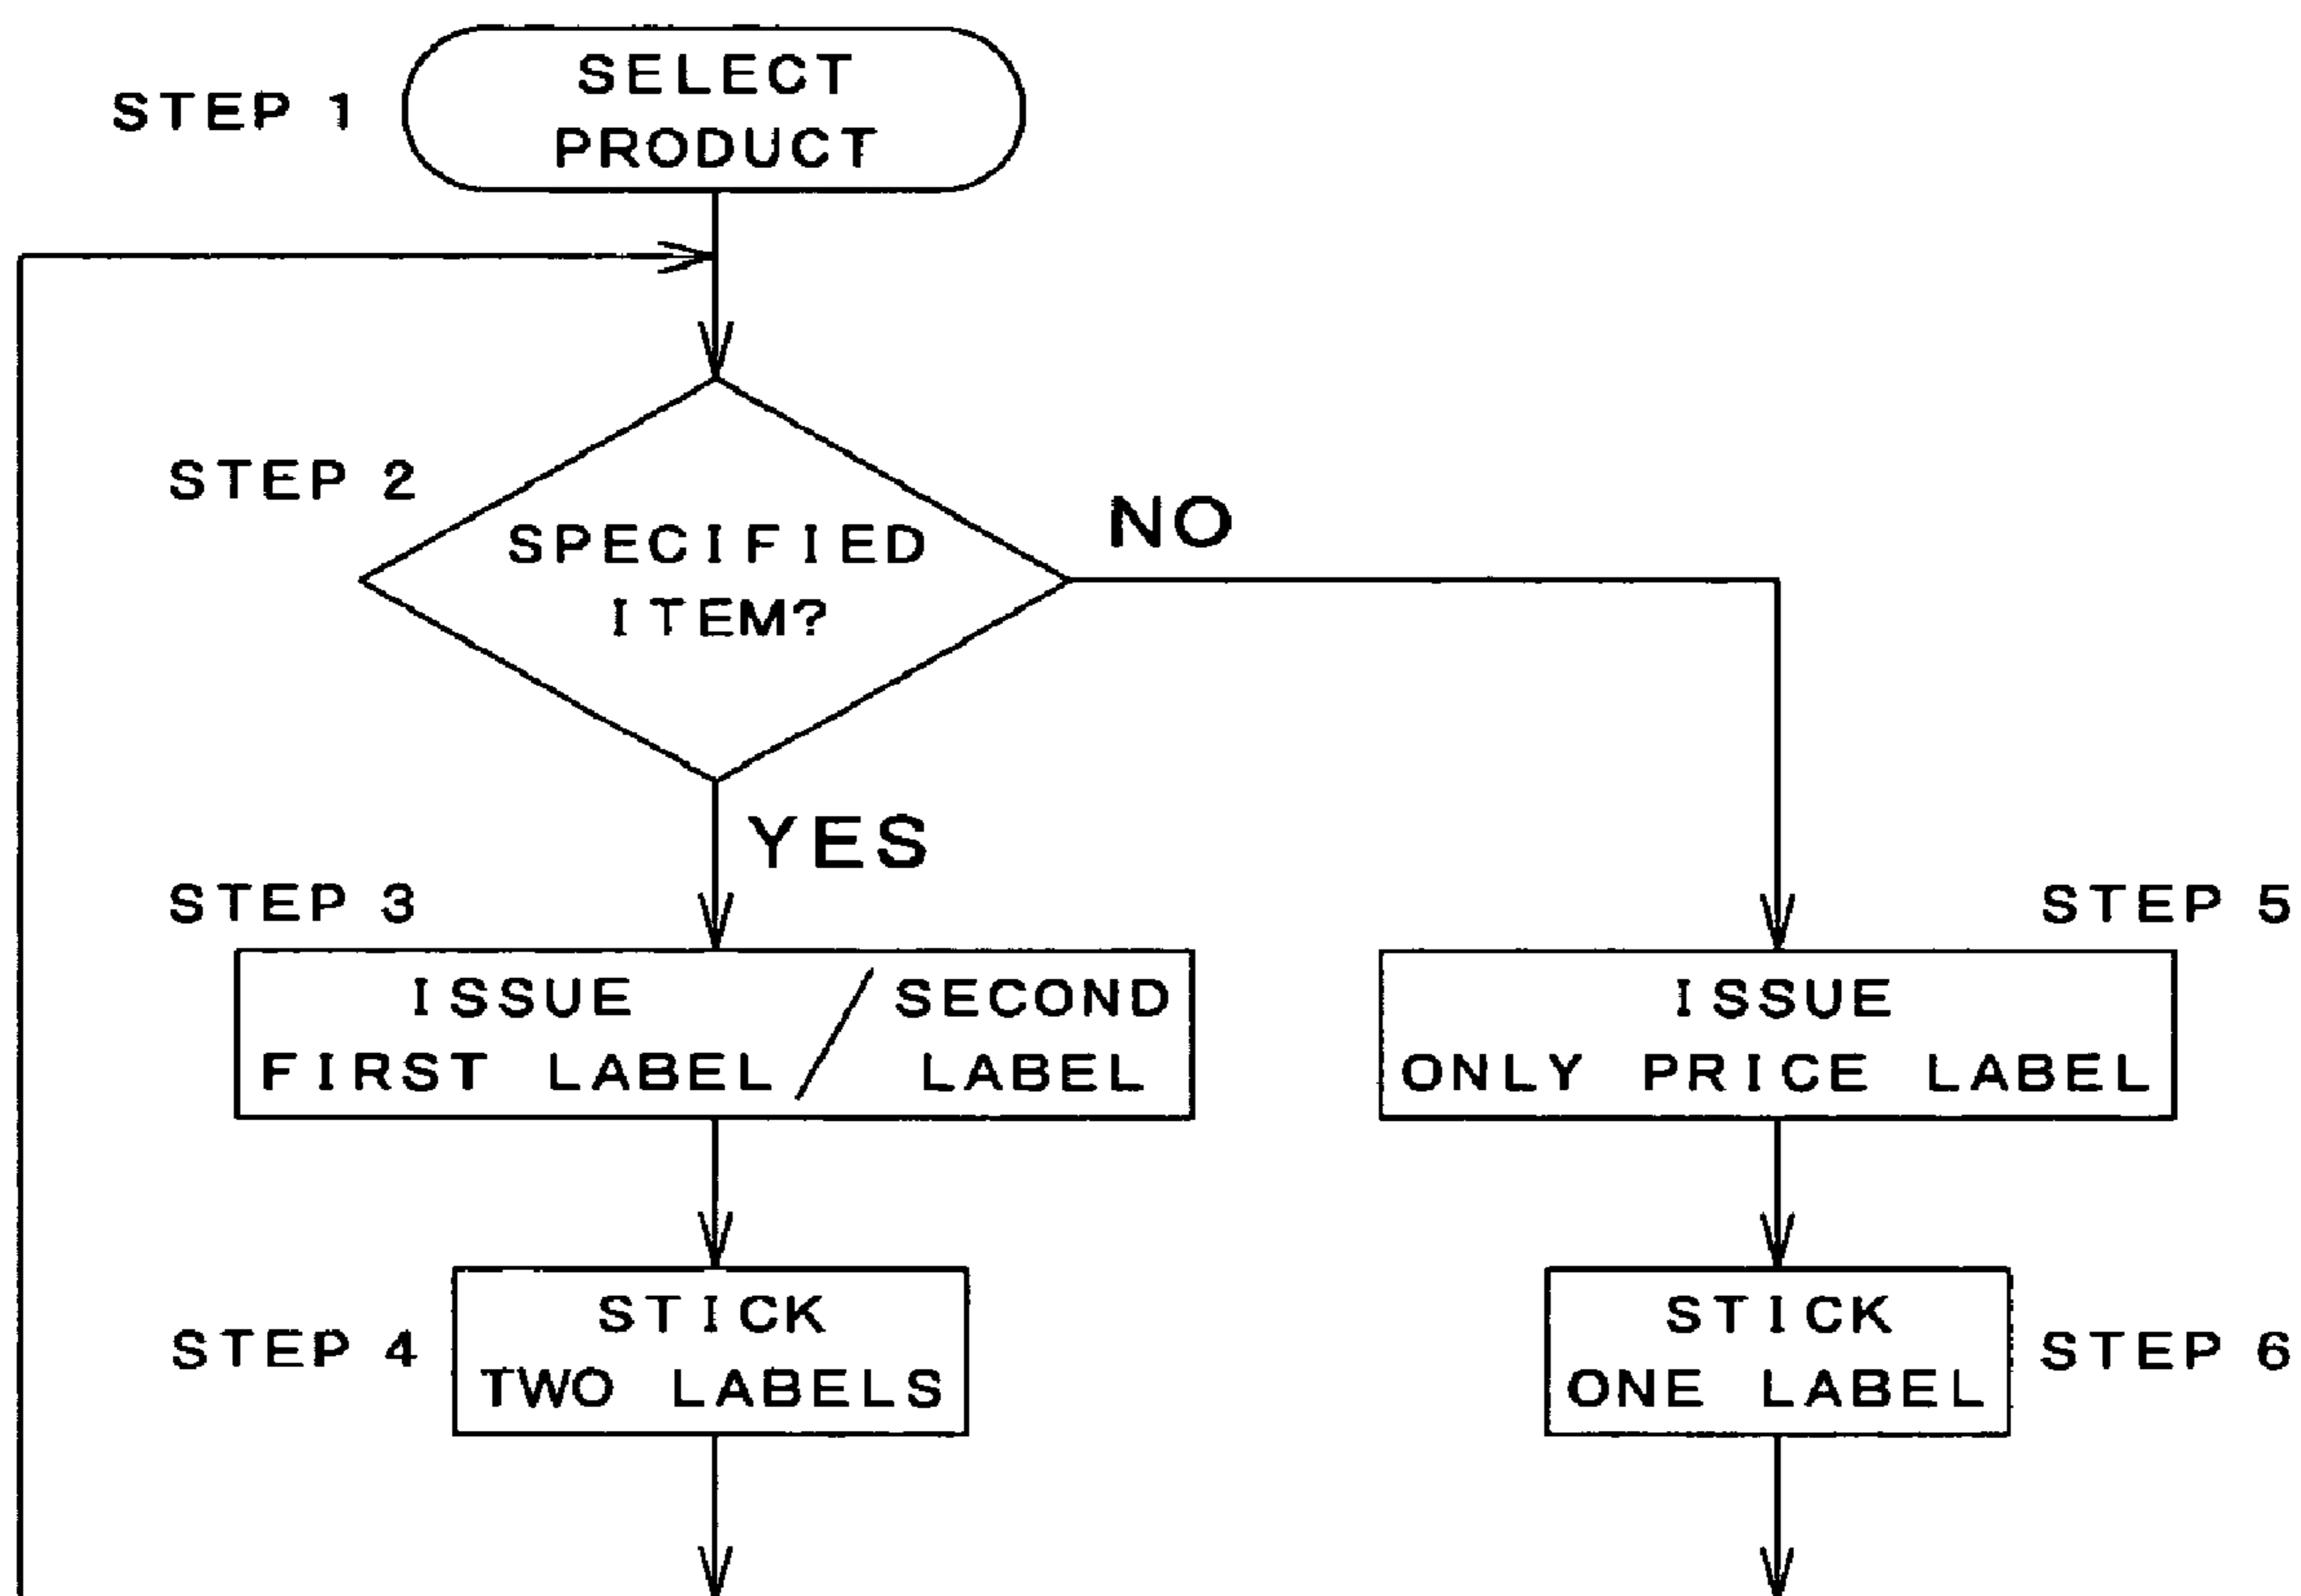 STEP 1
SELECT
PRODUCT
STEP 2
SPECIFIED
ITEM?
NO
YES
STEP 3
ISSUE
FIRST LABEL / SECOND
LABEL
STEP 5
ISSUE
ONLY PRICE LABEL
STEP 4
STICK
TWO LABELS
STICK
ONE LABEL
STEP 6